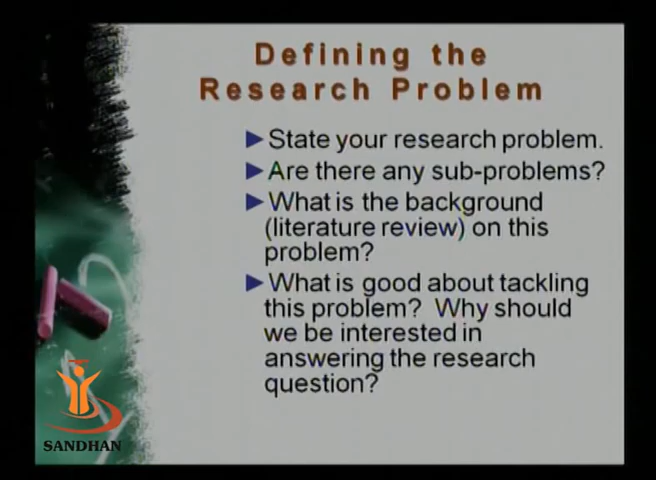 Defining the
Research Problem
State your research problem.
Are there any sub-problems?
What is the background
(literature review) on this
problem?
What is good about tackling
this problem? Why should
we be interested in
answering the research
question?
SANDHAN